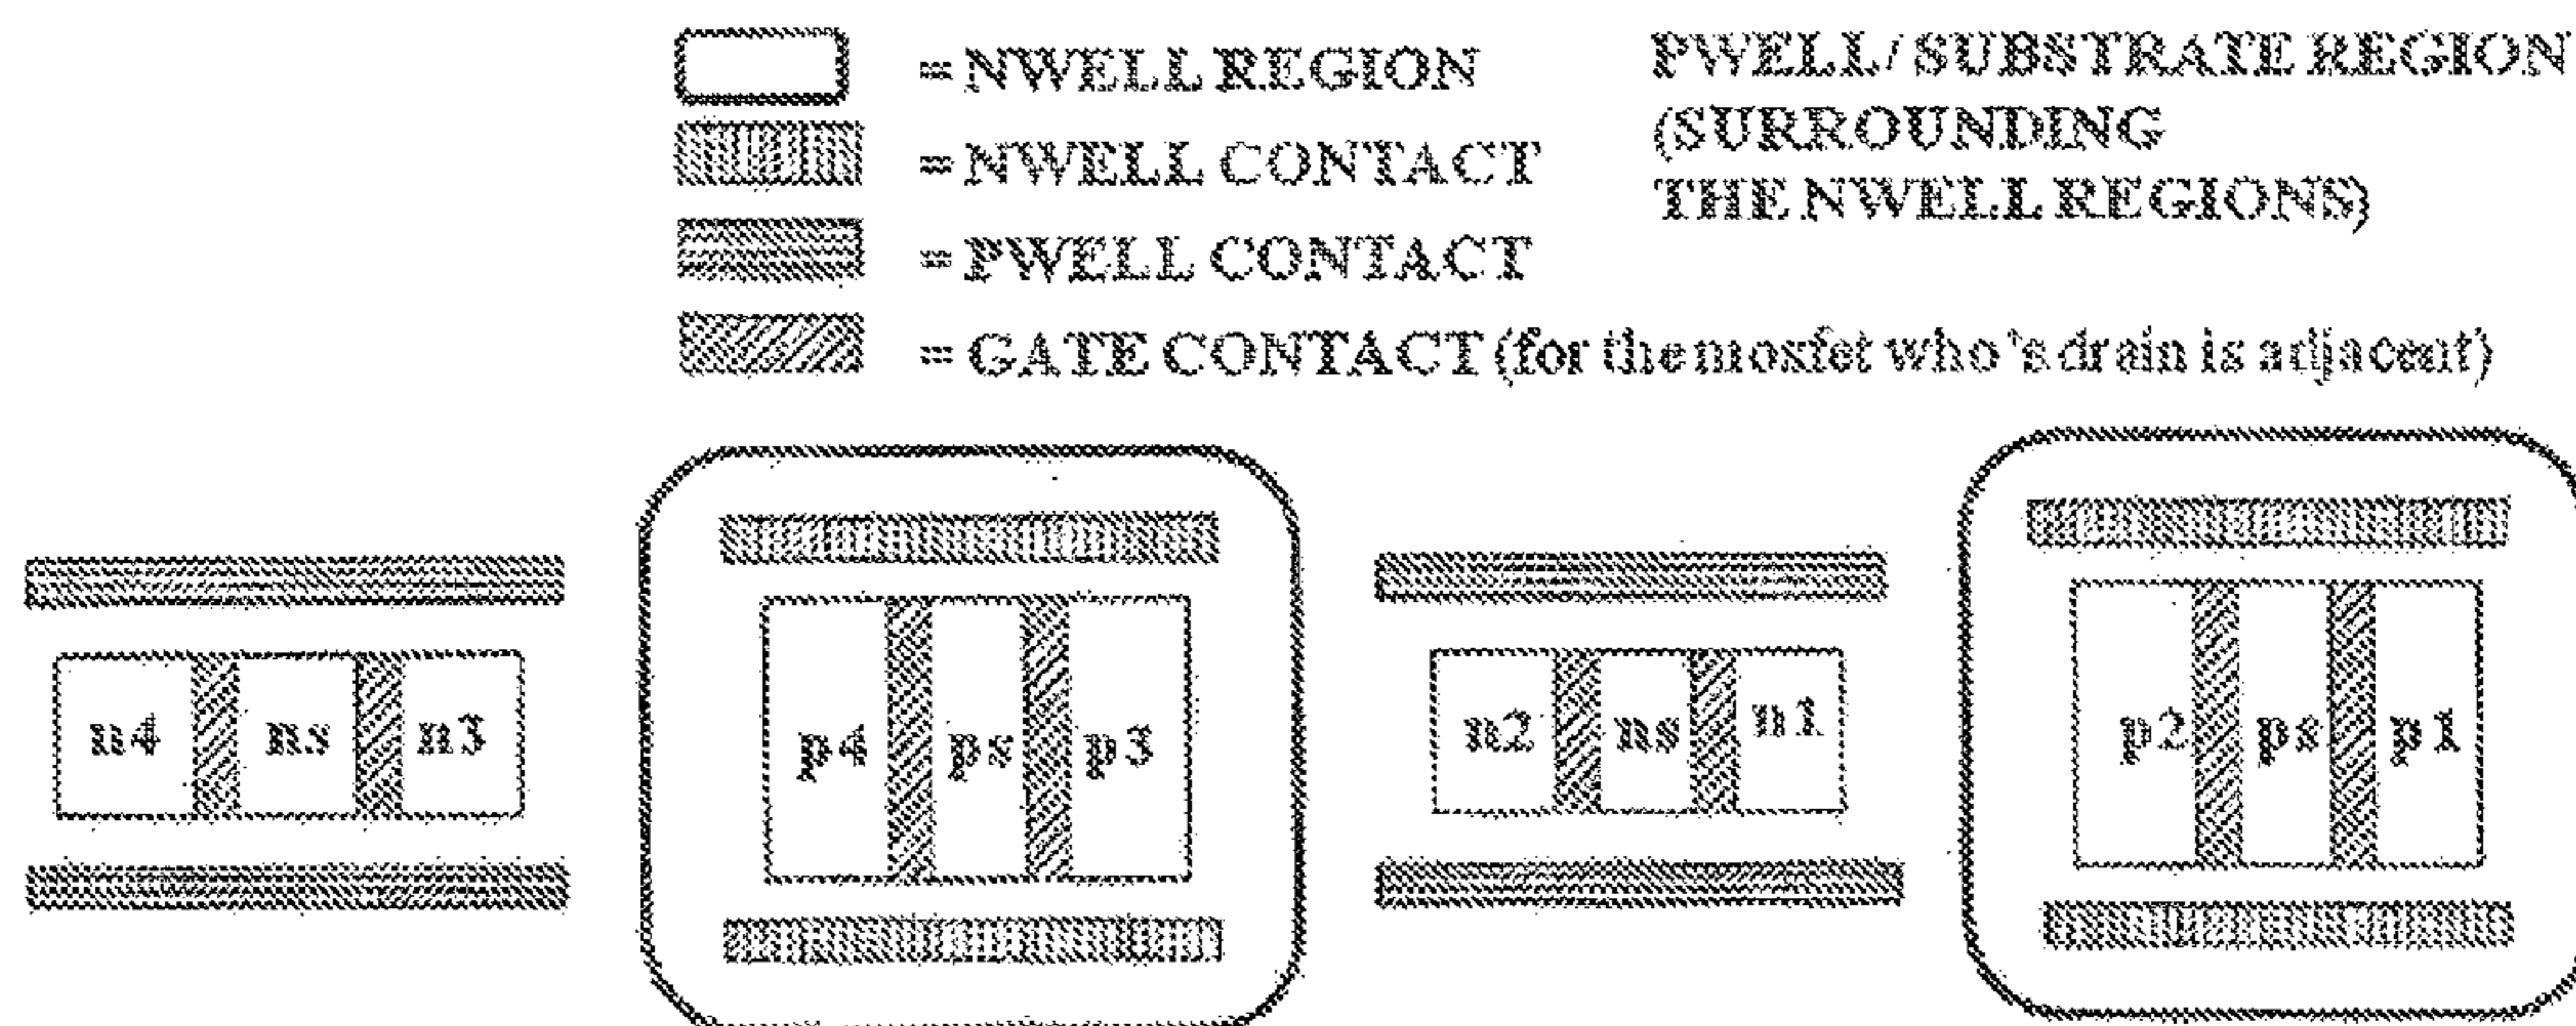 = NWELL REGION
= NWELL CONTACT
= PWELL CONTACT
= GATE CONTACT (for the mosfet who's drain is adjacent)
PWELL / SUBSTRATE REGION
(SURROUNDING
THE NWELL REGIONS)
n4 ns n3
p4 ps p3
n2 ns n1
p2 ps p1